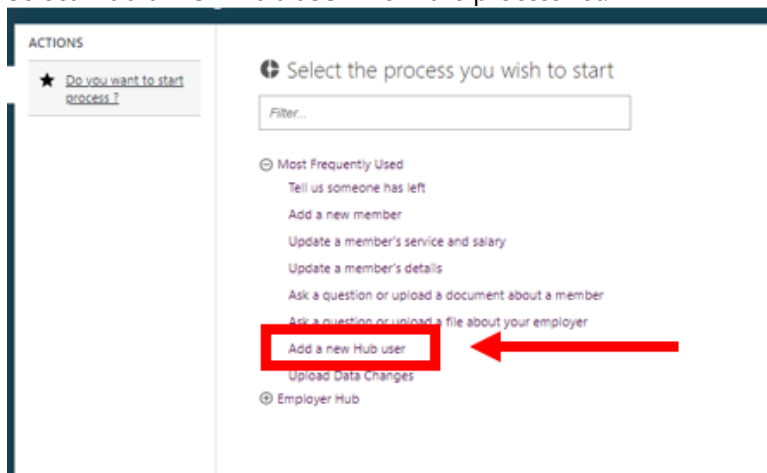 ACTIONS
Do you want to start
process ?
Select the process you wish to start
Filter...
Most Frequently Used
Tell us someone has left
Add a new member
Update a member's service and salary
Update a member's details
Ask a question or upload a document about a member
Ask a question or upload a file about your employer
Add a new Hub user
Upload Data Changes
Employer Hub